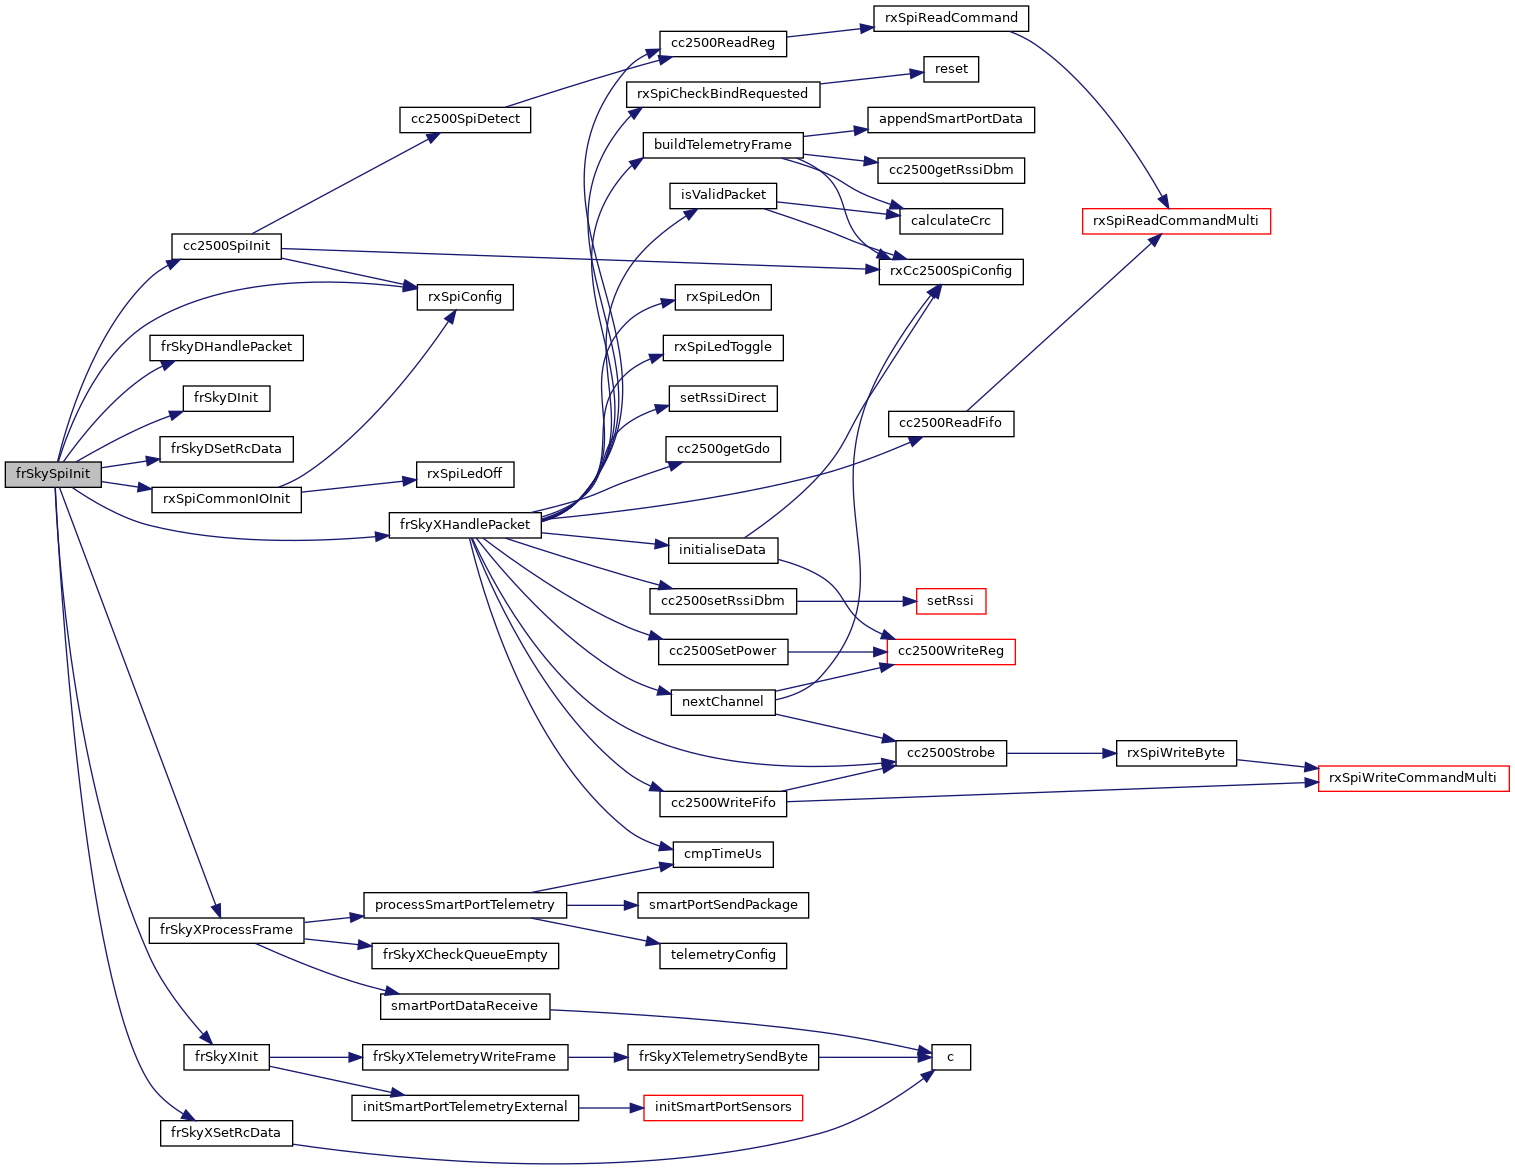 frSkySpiInit
cc2500SpiInit
frSkyDHandlePacket
frSkyDInit
frSkyDSetRcData
rxSpiCommonIOInit
frSkyXProcessFrame
frSkyXInit
frSkyXSetRcData
cc2500SpiDetect
rxSpiConfig
rxSpiLedOff
frSkyXHandlePacket
processSmartPortTelemetry
frSkyXCheckQueueEmpty
smartPortDataReceive
frSkyXTelemetryWriteFrame
initSmartPortTelemetryExternal
cc2500ReadReg
rxSpiCheckBindRequested
buildTelemetryFrame
isValidPacket
rxSpiLedOn
rxSpiLedToggle
setRssiDirect
cc2500getGdo
initialiseData
cc2500setRssiDbm
cc2500SetPower
nextChannel
cc2500WriteFifo
cmpTimeUs
smartPortSendPackage
telemetryConfig
frSkyXTelemetrySendByte
initSmartPortSensors
rxSpiReadCommand
reset
appendSmartPortData
cc2500getRssiDbm
calculateCrc
rxCc2500SpiConfig
cc2500ReadFifo
setRssi
cc2500WriteReg
cc2500Strobe
c
rxSpiReadCommandMulti
rxSpiWriteByte
rxSpiWriteCommandMulti